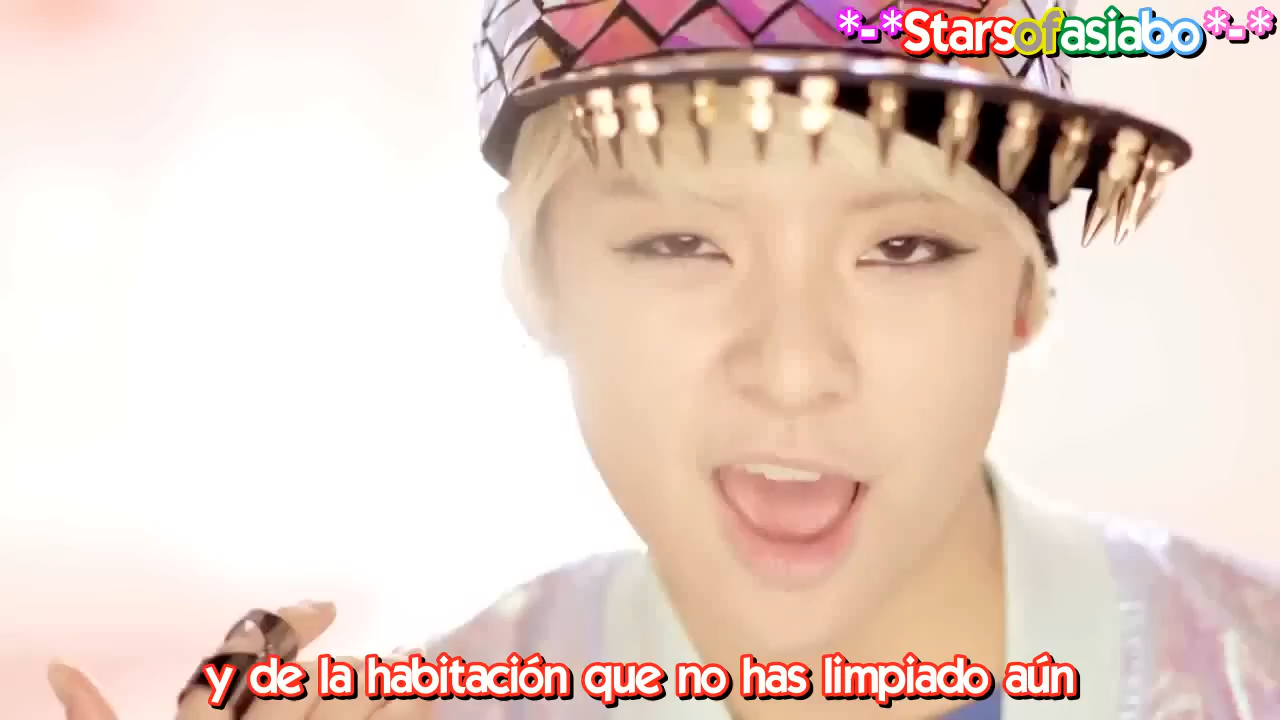 *-*Starsofasiabo*-*
y de la habitación que no has limpiado aún